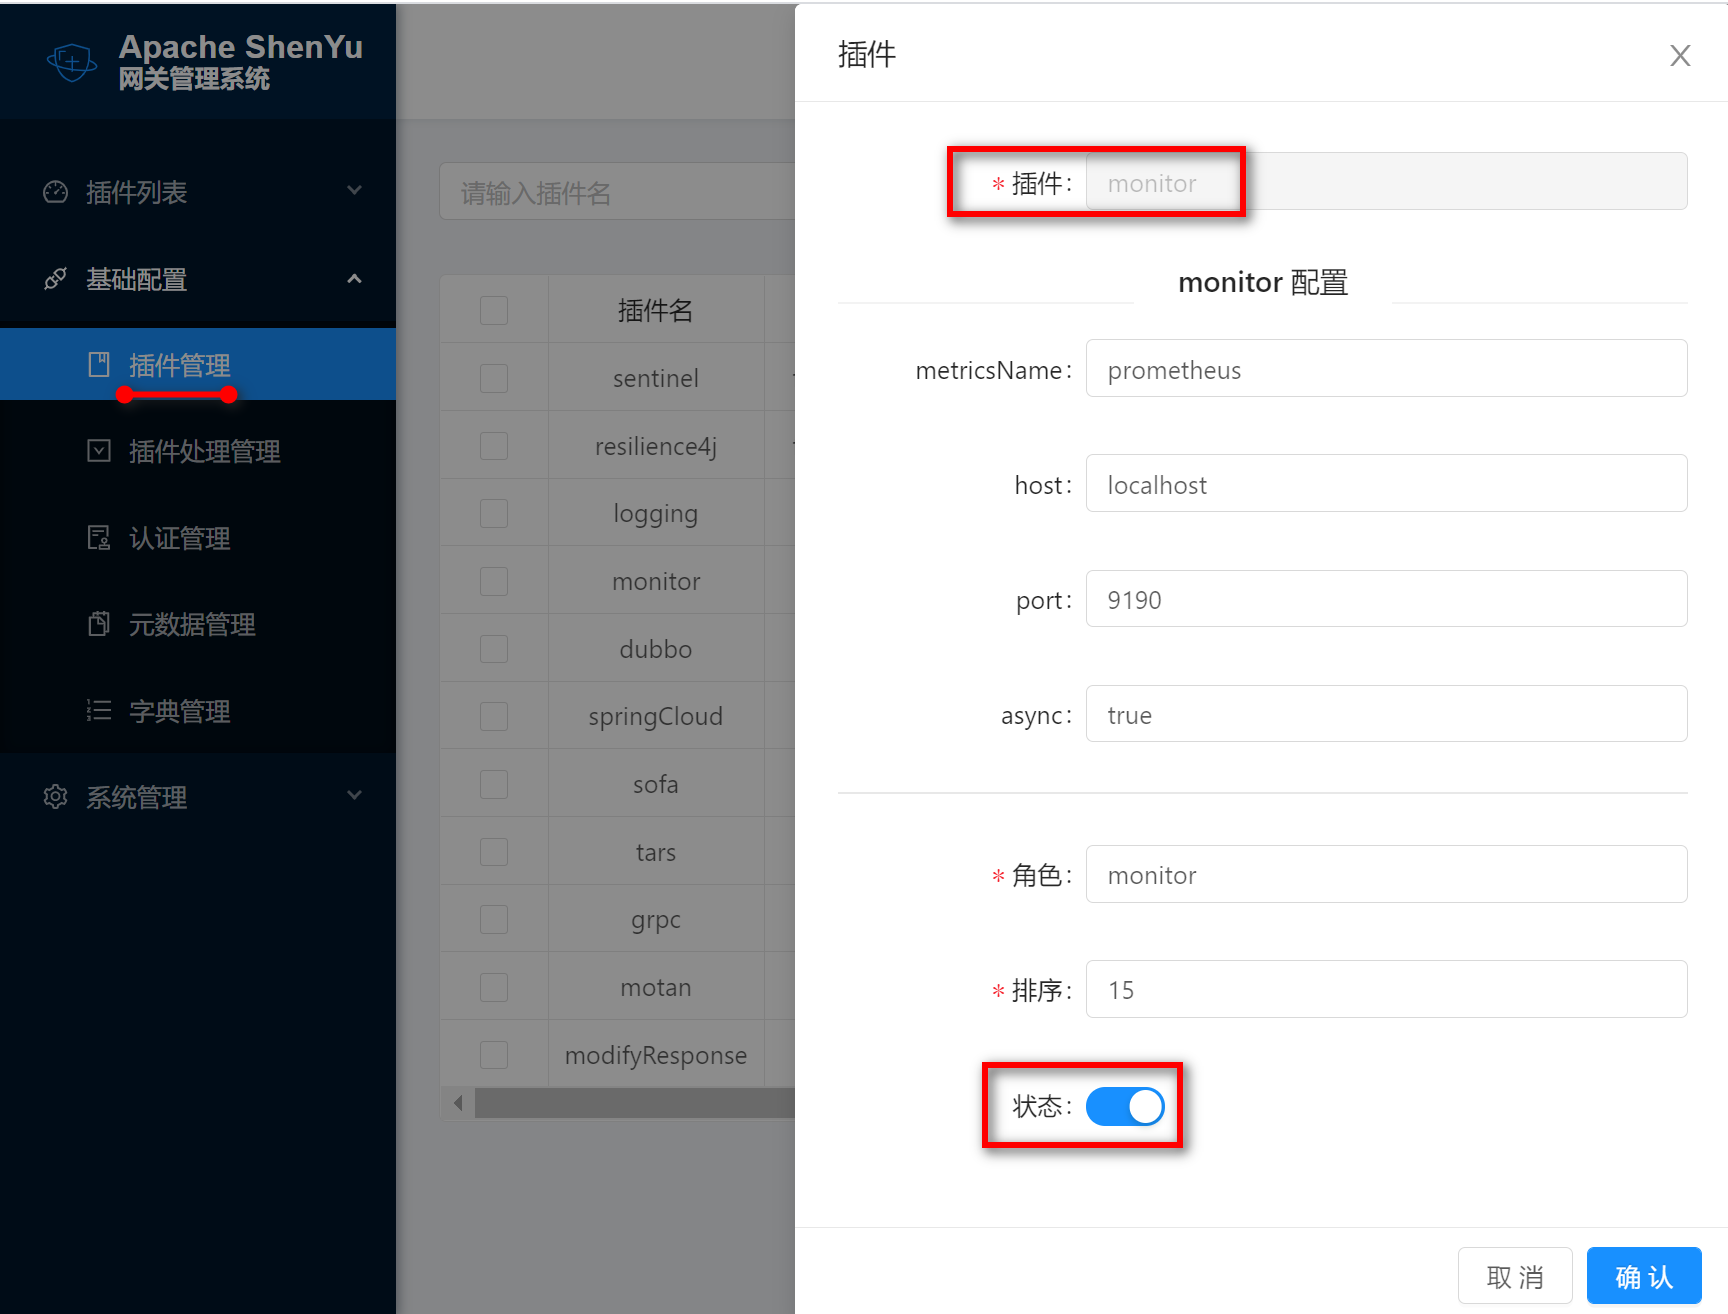 Apache ShenYu
网关管理系统
插件列表
基础配置
插件管理
插件处理管理
认证管理
元数据管理
字典管理
系统管理
请输入插件名
插件名
sentinel
resilience4j
logging
monitor
dubbo
springCloud
sofa
tars
grpc
motan
modifyResponse
插件
* 插件: monitor
monitor 配置
metricsName: prometheus
host: localhost
port: 9190
async: true
* 角色: monitor
* 排序: 15
状态:
取 消
确 认